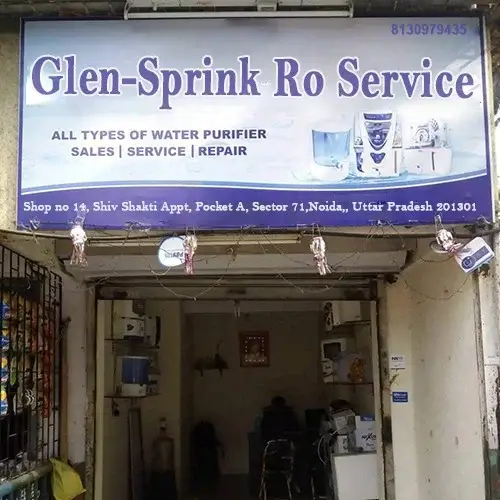 8130979435
Glen-Sprink Ro Service
ALL TYPES OF WATER PURIFIER
SALES | SERVICE | REPAIR
Shop no 14, Shiv Shakti Appt, Pocket A, Sector 71,Noida,, Uttar Pradesh 201301